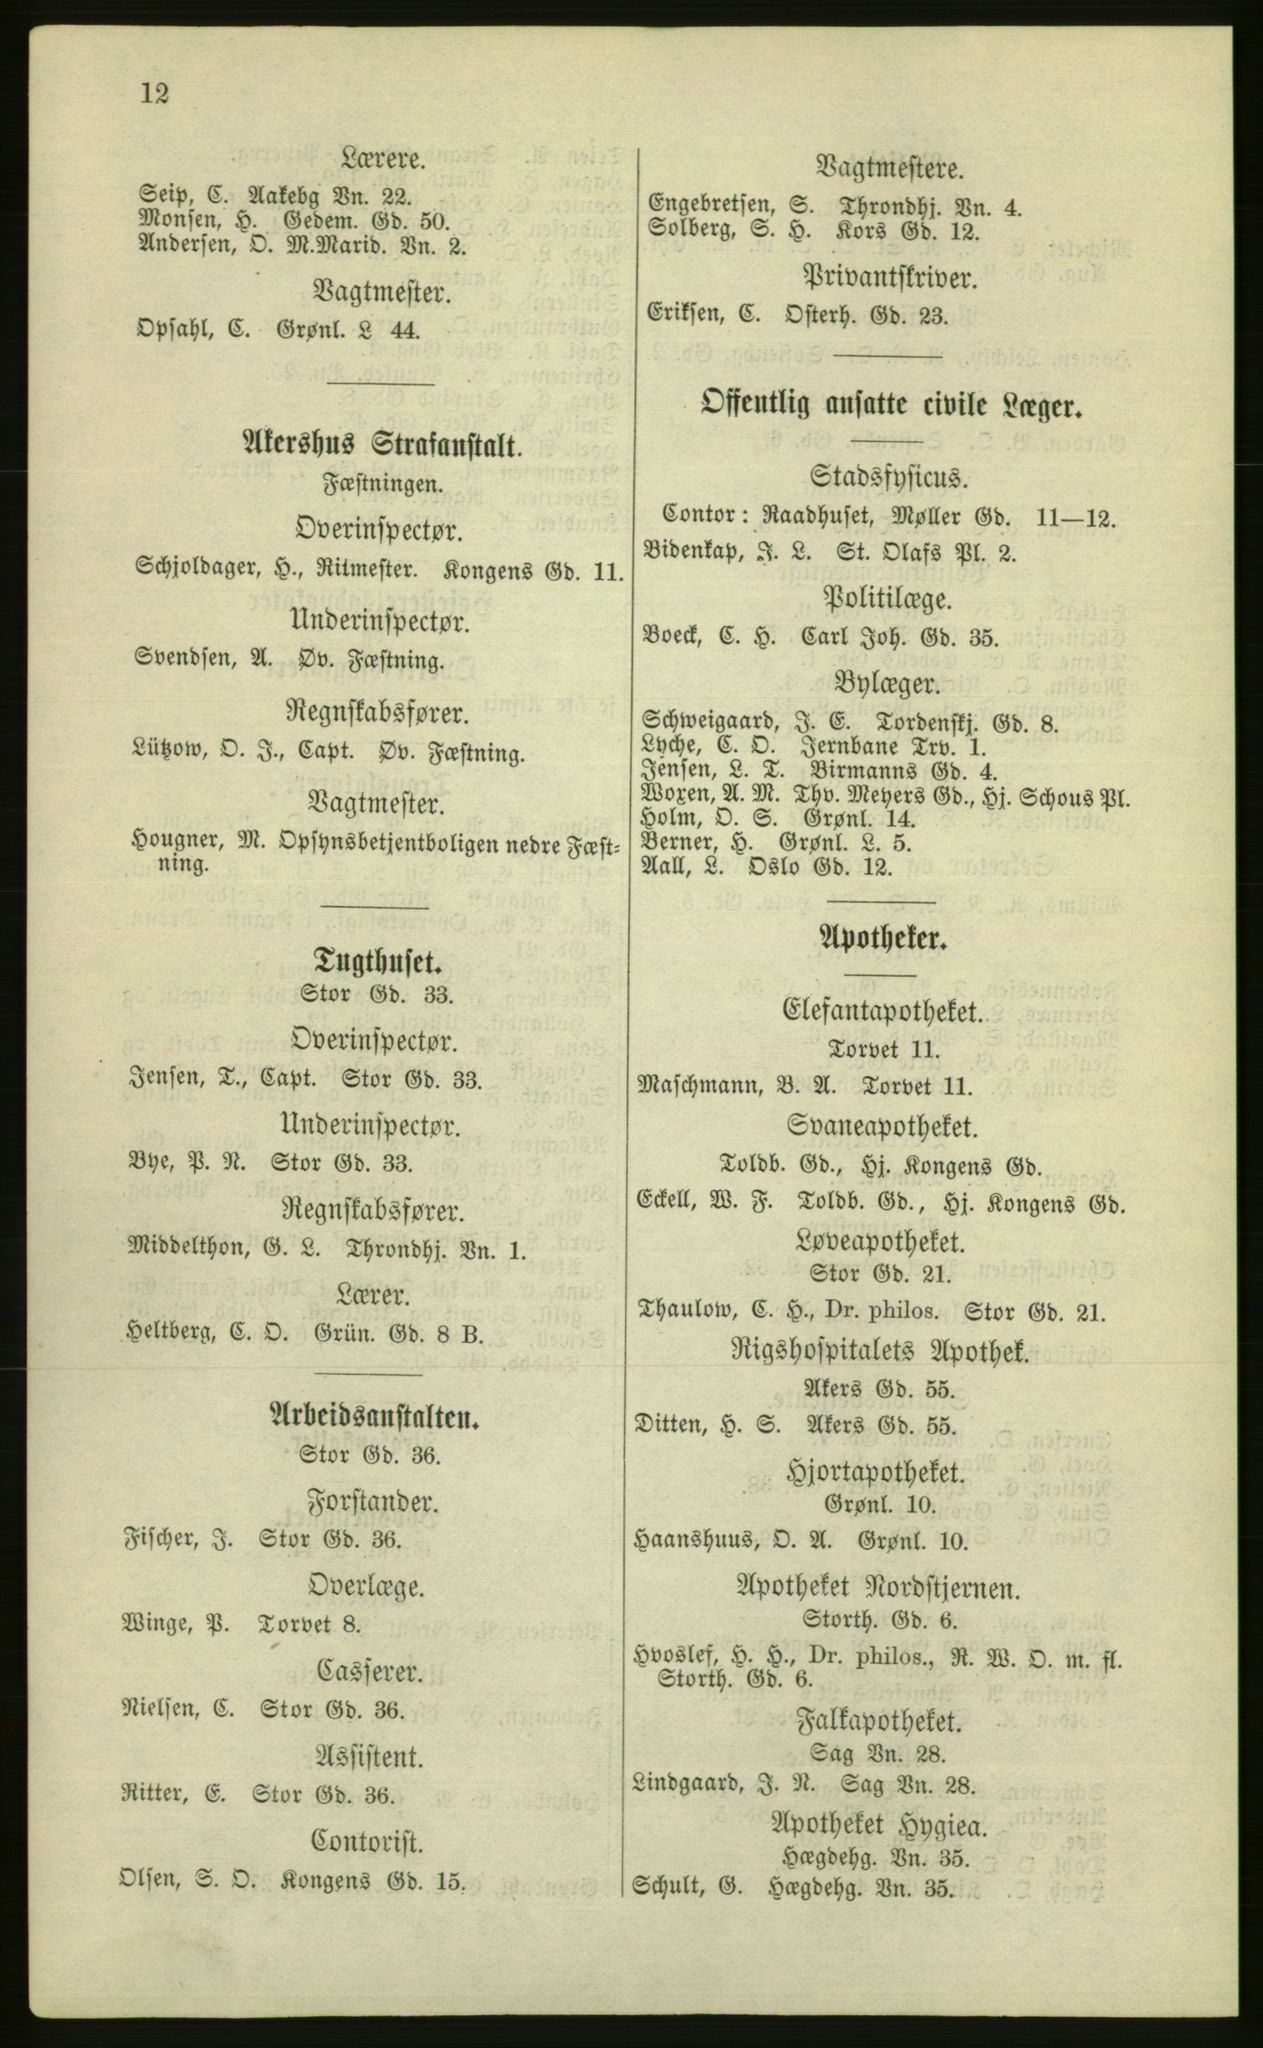 12
Lærere.
Seip, C. Aakebg Vn. 22.
Monsen, H. Gedem. Gd. 50.
Andersen, O. M.Marid. Vn. 2.
Vagtmester.
Opsahl, C. Grønl. L 44.
Akershus Strafanstalt.
Fæstningen.
Overinspectør.
Schjoldager, H., Ritmester. Kongens Gd. 11.
Underinspectør.
Svendsen, A. Øv. Fæstning.
Regnskabsfører.
Lützow, O. J., Capt. Øv. Fæstning.
Vagtmester.
Hougner, M. Opsynsbetjentboligen nedre Fæst-
ning.
Tugthuset.
Stor Gd. 33.
Overinspectør.
Jensen, T., Capt. Stor Gd. 33.
Underinspectør.
Bye, P. N. Stor Gd. 33.
Regnskabsfører.
Middelthon, G. L. Throndhj. Vn. 1.
Lærer.
Heltberg, C. O. Grün. Gd. 8 B.
Arbeidsanstalten.
Stor Gd. 36.
Forstander.
Fischer, J. Stor Gd. 36.
Overlæge.
Winge, P. Torvet 8.
Casserer.
Nielsen, C. Stor Gd. 36.
Assistent.
Ritter, E. Stor Gd. 36.
Contorist.
Olsen, S. O. Kongens Gd. 15.
Vagtmestere.
Engebretsen, S. Throndhj. Vn. 4.
Solberg, S. H. Kors Gd. 12.
Privantskriver.
Eriksen, C. Osterh. Gd. 23.
Offentlig ansatte civile Læger.
Stadsfysicus.
Contor: Raadhuset, Møller Gd. 11—12.
Bidenkap, J. L. St. Olafs Pl. 2.
Politilæge.
Boeck, C. H. Carl Joh. Gd. 35.
Bylæger.
Schweigaard, J. E. Tordenskj. Gd. 8.
Lyche, C. O. Jernbane Trv. 1.
Jensen, L. T. Birmanns Gd. 4.
Woxen, A. M. Thv. Meyers Gd., Hj. Schous Pl.
Holm, O. S. Grønl. 14.
Berner, H. Grønl. L. 5.
Aall, L. Oslo Gd. 12.
Apotheker.
Elefantapotheket.
Torvet 11.
Maschmann, B. A. Torvet 11.
Svaneapotheket.
Toldb. Gd., Hj. Kongens Gd.
Eckell, W. F. Toldb. Gd., Hj. Kongens Gd.
Løveapotheket.
Stor Gd. 21.
Thaulow, C. H., Dr. philos. Stor Gd. 21.
Rigshospitalets Apothek.
Akers Gd. 55.
Ditten, H. S. Akers Gd. 55.
Hjortapotheket.
Grønl. 10.
Haanshuus, O. A. Grønl. 10.
Apotheket Nordstjernen.
Storth. Gd. 6.
Hvoslef, H. H., Dr. philos., R. W. O. m. fl.
Storth. Gd. 6.
Falkapotheket.
Sag Vn. 28.
Lindgaard, J. N. Sag Vn. 28.
Apotheket Hygiea.
Hægdehg. Vn. 35.
Schult, G. Hægdehg. Vn. 35.